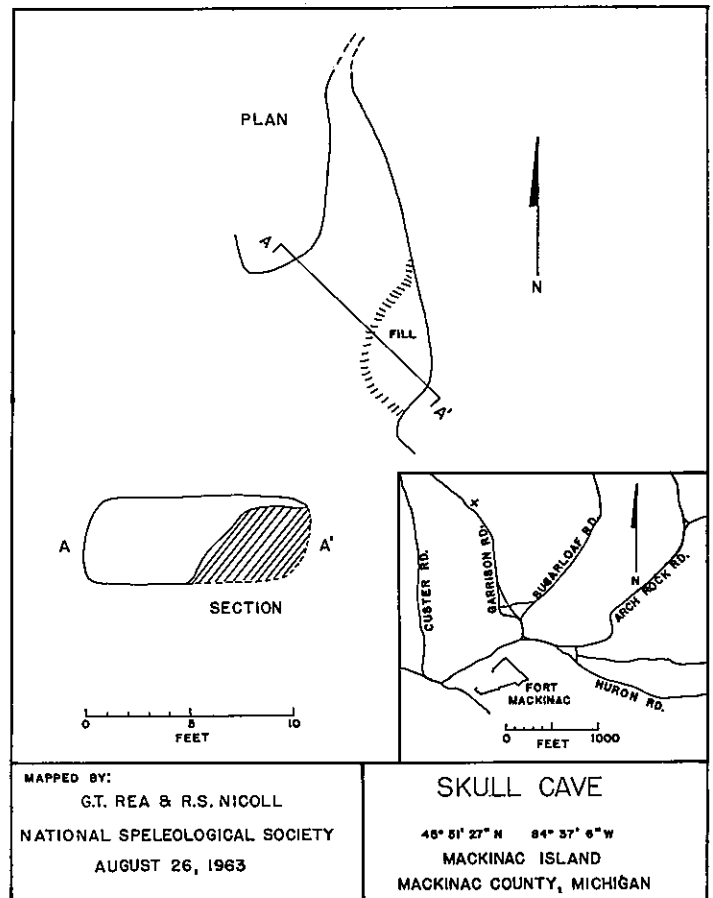 PLAN
A
FILL
A'
N
A
A'
SECTION
0 5 10
FEET
CUSTER RD.
GARRISON RD.
SUGARLOAF RD.
ARCH ROCK RD.
N
FORT
MACKINAC
HURON RD.
0 1000
FEET
MAPPED BY:
G.T. REA & R.S. NICOLL
NATIONAL SPELEOLOGICAL SOCIETY
AUGUST 26, 1963
SKULL CAVE
45° 51' 27" N 84° 37' 6" W
MACKINAC ISLAND
MACKINAC COUNTY, MICHIGAN